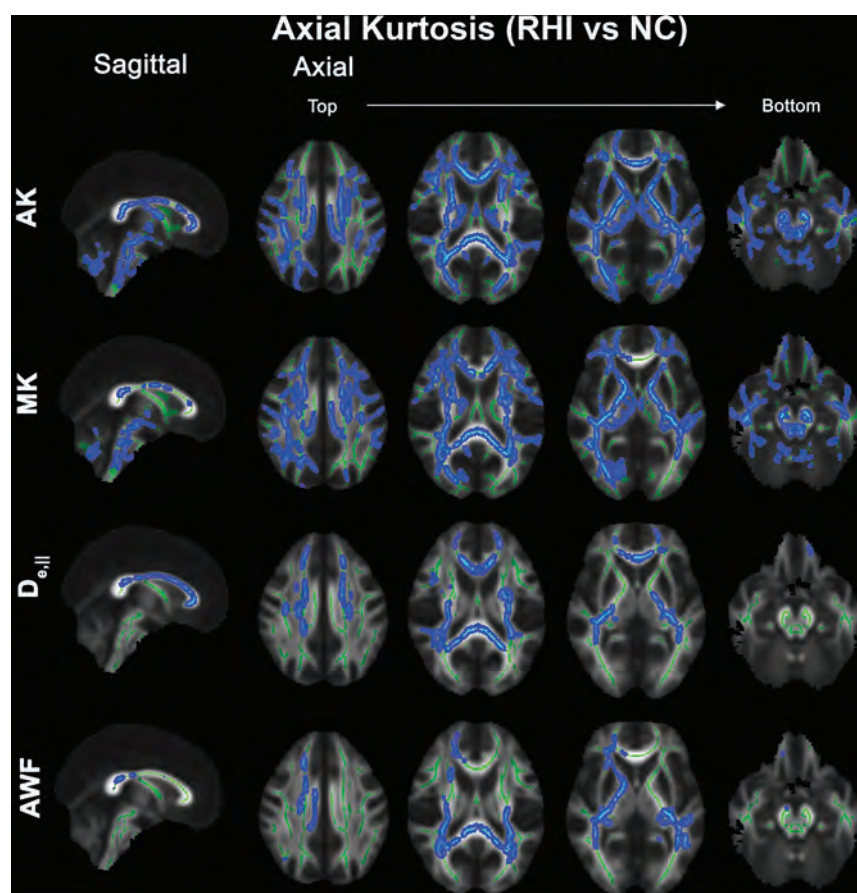 Axial Kurtosis (RHI vs NC)
Sagittal
Axial
Top
Bottom
AK
MK
De,||
AWF